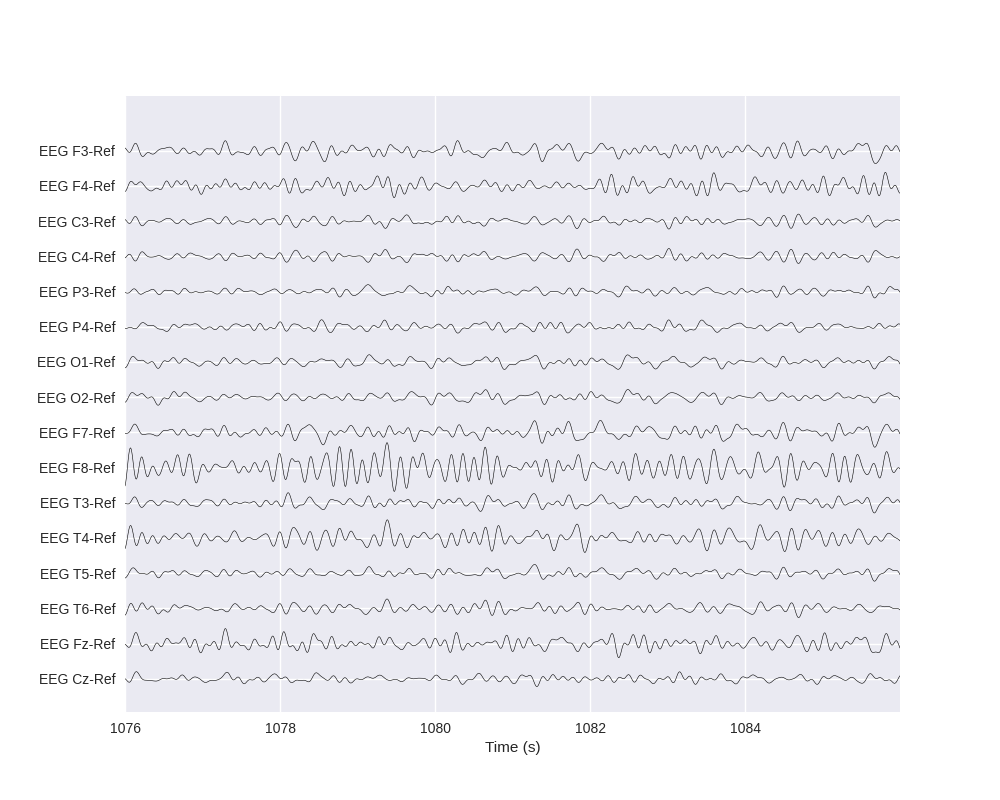 EEG F3-Ref
EEG F4-Ref
EEG C3-Ref
EEG C4-Ref
EEG P3-Ref
EEG P4-Ref
EEG O1-Ref
EEG O2-Ref
EEG F7-Ref
EEG F8-Ref
EEG T3-Ref
EEG T4-Ref
EEG T5-Ref
EEG T6-Ref
EEG Fz-Ref
EEG Cz-Ref
1076 1078 1080 1082 1084
Time (s)